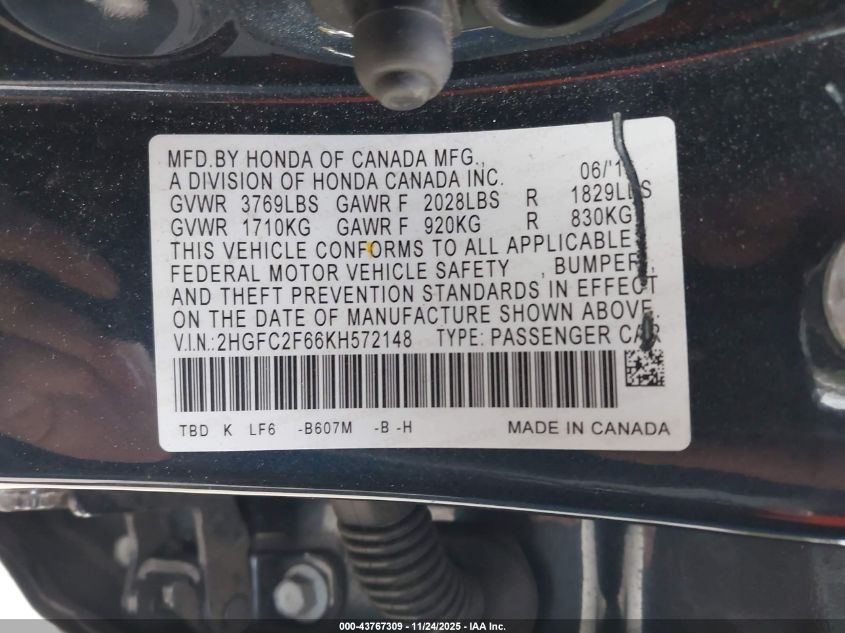 MFD.BY HONDA OF CANADA MFG.,
A DIVISION OF HONDA CANADA INC. 06/'1
GVWR 3769LBS GAWR F 2028LBS R 1829LBS
GVWR 1710KG GAWR F 920KG R 830KG
THIS VEHICLE CONFORMS TO ALL APPLICABLE
FEDERAL MOTOR VEHICLE SAFETY , BUMPER ,
AND THEFT PREVENTION STANDARDS IN EFFECT
ON THE DATE OF MANUFACTURE SHOWN ABOVE.
V.I.N.:2HGFC2F66KH572148 TYPE: PASSENGER CAR
TBD K LF6 -B607M -B -H MADE IN CANADA
000-43767309 | 11/24/2025 | IAA Inc.